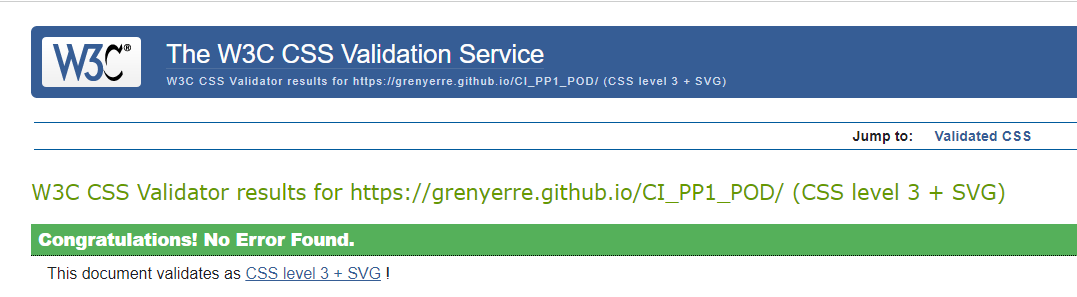 W3C®
The W3C CSS Validation Service
W3C CSS Validator results for https://grenyerre.github.io/CI_PP1_POD/ (CSS level 3 + SVG)
Jump to: Validated CSS
W3C CSS Validator results for https://grenyerre.github.io/CI_PP1_POD/ (CSS level 3 + SVG)
Congratulations! No Error Found.
This document validates as CSS level 3 + SVG !